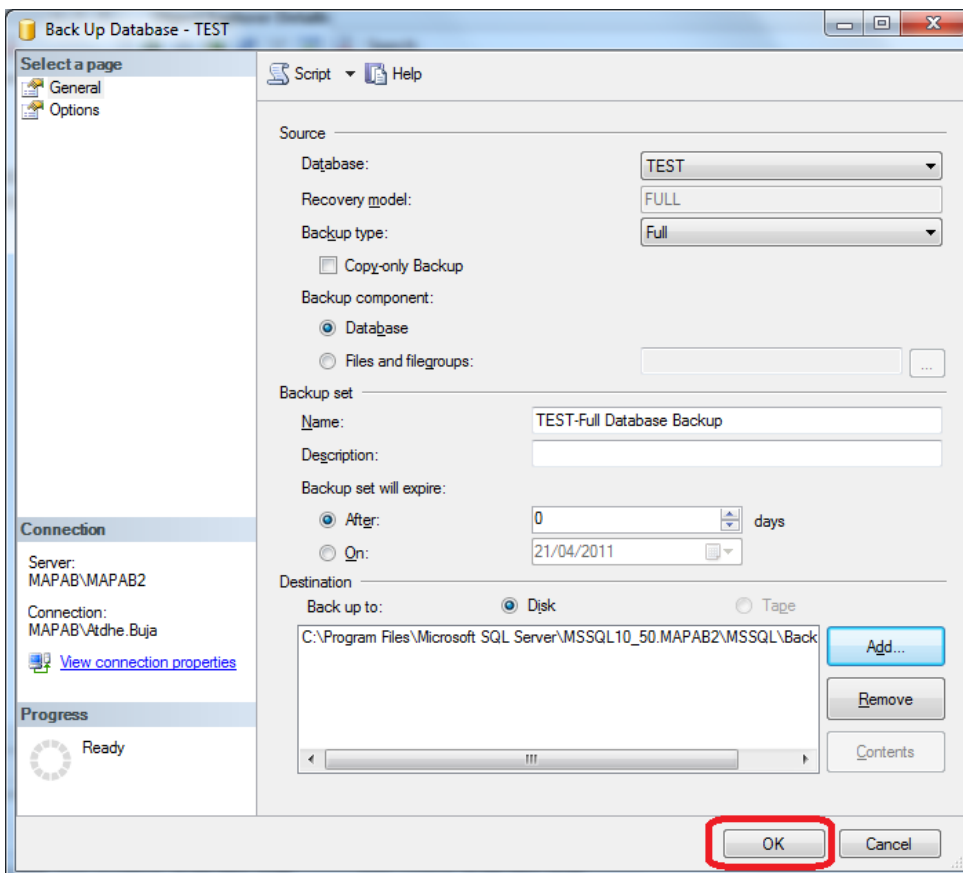 Back Up Database - TEST
Select a page
General
Options
Script
Help
Source
Database:
TEST
Recovery model:
FULL
Backup type:
Full
Copy-only Backup
Backup component:
Database
Files and filegroups:
...
Backup set
Name:
TEST-Full Database Backup
Description:
Backup set will expire:
After:
0
days
On:
21/04/2011
Destination
Back up to:
Disk
Tape
C:\Program Files\Microsoft SQL Server\MSSQL10_50.MAPAB2\MSSQL\Back
Add...
Remove
Contents
Connection
Server:
MAPAB\MAPAB2
Connection:
MAPAB\Atdhe.Buja
View connection properties
Progress
Ready
OK
Cancel